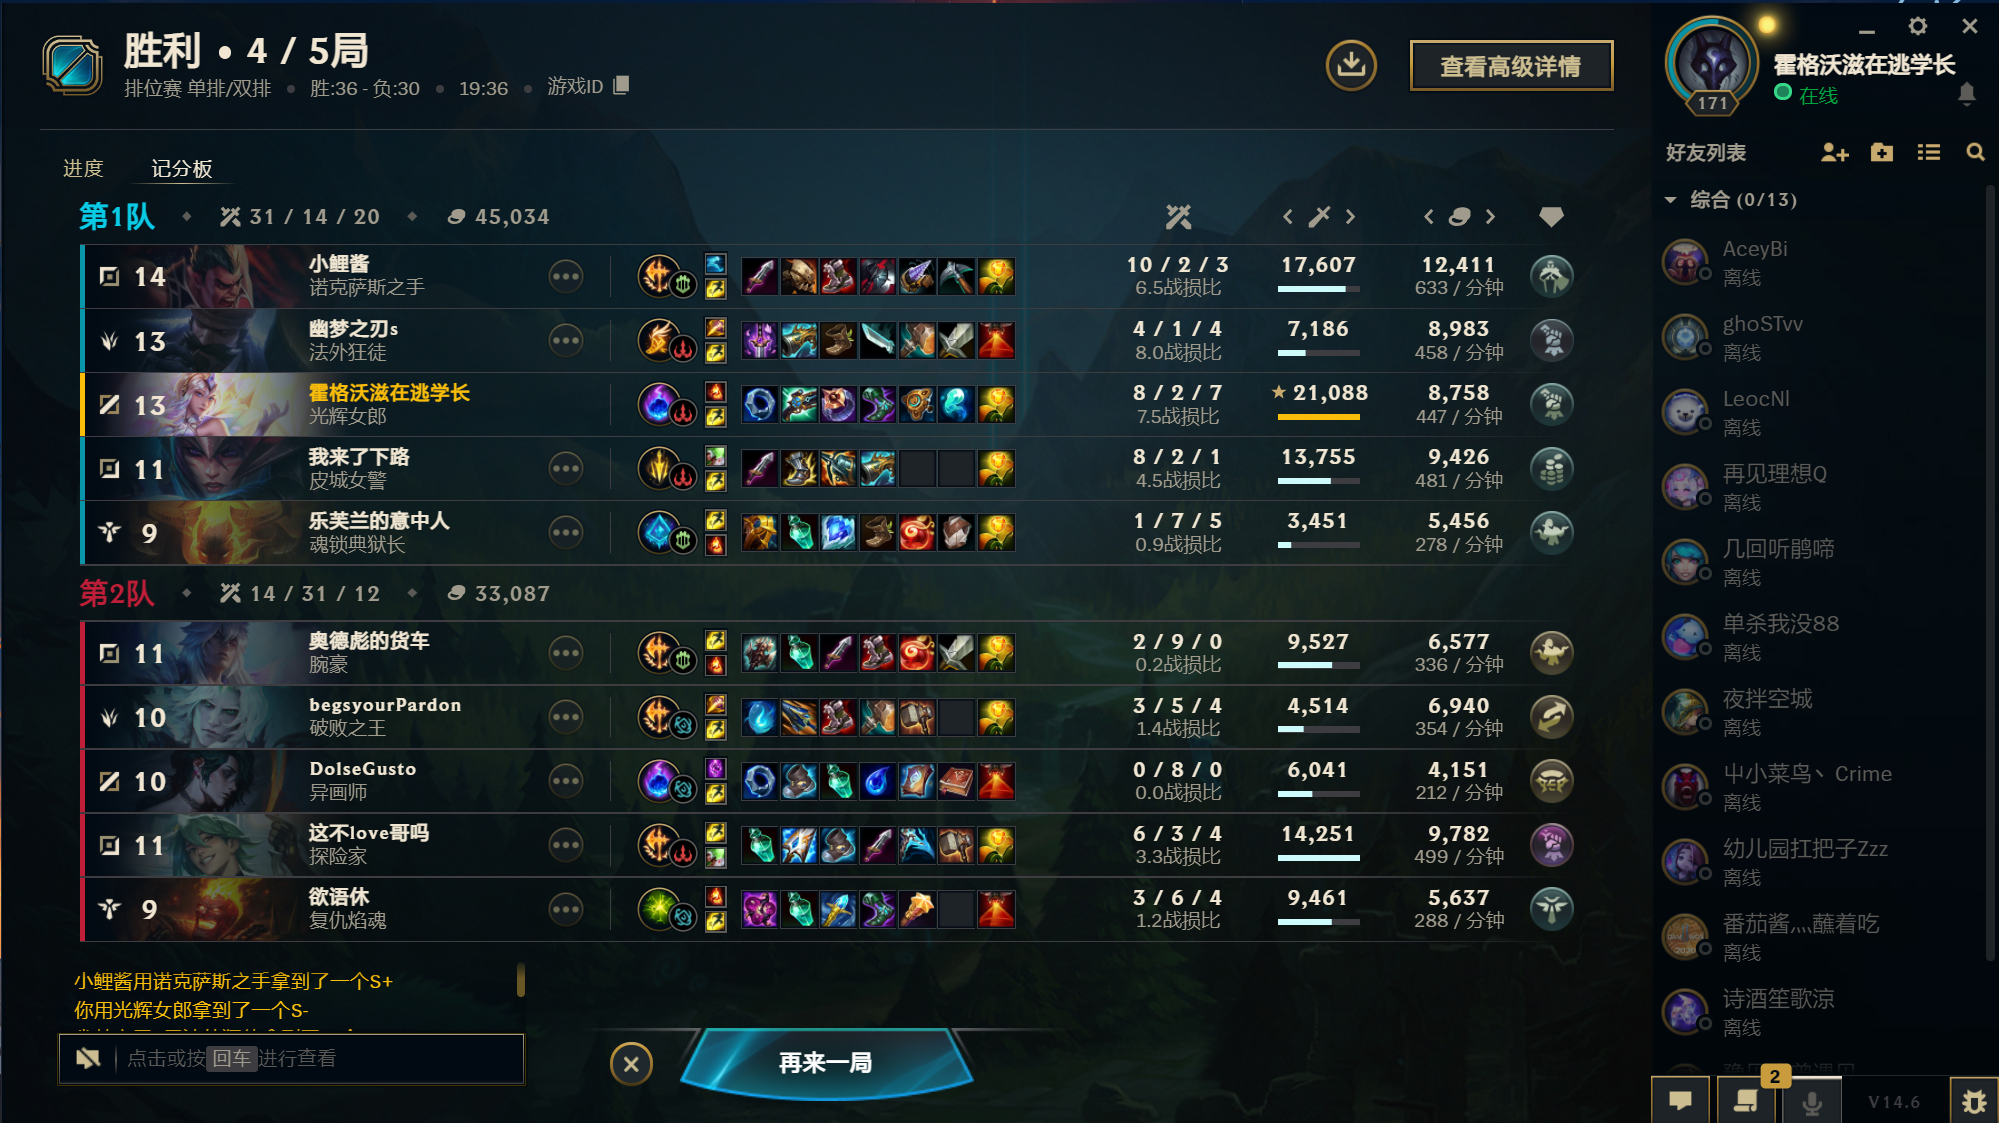 胜利 • 4 / 5局
排位赛 单排/双排 • 胜:36 - 负:30 • 19:36 • 游戏ID
查看高级详情
进度 记分板
第1队 31 / 14 / 20 45,034
14 小鲤酱 10 / 2 / 3 17,607 12,411
诺克萨斯之手 6.5战损比 633 / 分钟
13 幽梦之刃s 4 / 1 / 4 7,186 8,983
法外狂徒 8.0战损比 458 / 分钟
13 霍格沃滋在逃学长 8 / 2 / 7 21,088 8,758
光辉女郎 7.5战损比 447 / 分钟
11 我来了下路 8 / 2 / 1 13,755 9,426
皮城女警 4.5战损比 481 / 分钟
9 乐芙兰的意中人 1 / 7 / 5 3,451 5,456
魂锁典狱长 0.9战损比 278 / 分钟
第2队 14 / 31 / 12 33,087
11 奥德彪的货车 2 / 9 / 0 9,527 6,577
腕豪 0.2战损比 336 / 分钟
10 begsyourPardon 3 / 5 / 4 4,514 6,940
破败之王 1.4战损比 354 / 分钟
10 DolseGusto 0 / 8 / 0 6,041 4,151
异画师 0.0战损比 212 / 分钟
11 这不love哥吗 6 / 3 / 4 14,251 9,782
探险家 3.3战损比 499 / 分钟
9 欲语休 3 / 6 / 4 9,461 5,637
复仇焰魂 1.2战损比 288 / 分钟
小鲤酱用诺克萨斯之手拿到了一个S+
你用光辉女郎拿到了一个S-
点击或按 回车 进行查看
再来一局
霍格沃滋在逃学长
171
在线
好友列表
综合 (0/13)
AceyBi
离线
ghoSTvv
离线
LeocNl
离线
再见理想Q
离线
几回听鹃啼
离线
单杀我没88
离线
夜拌空城
离线
屮小菜鸟丶Crime
离线
幼儿园扛把子Zzz
离线
番茄酱灬蘸着吃
离线
诗酒笙歌凉
离线
2
V14.6